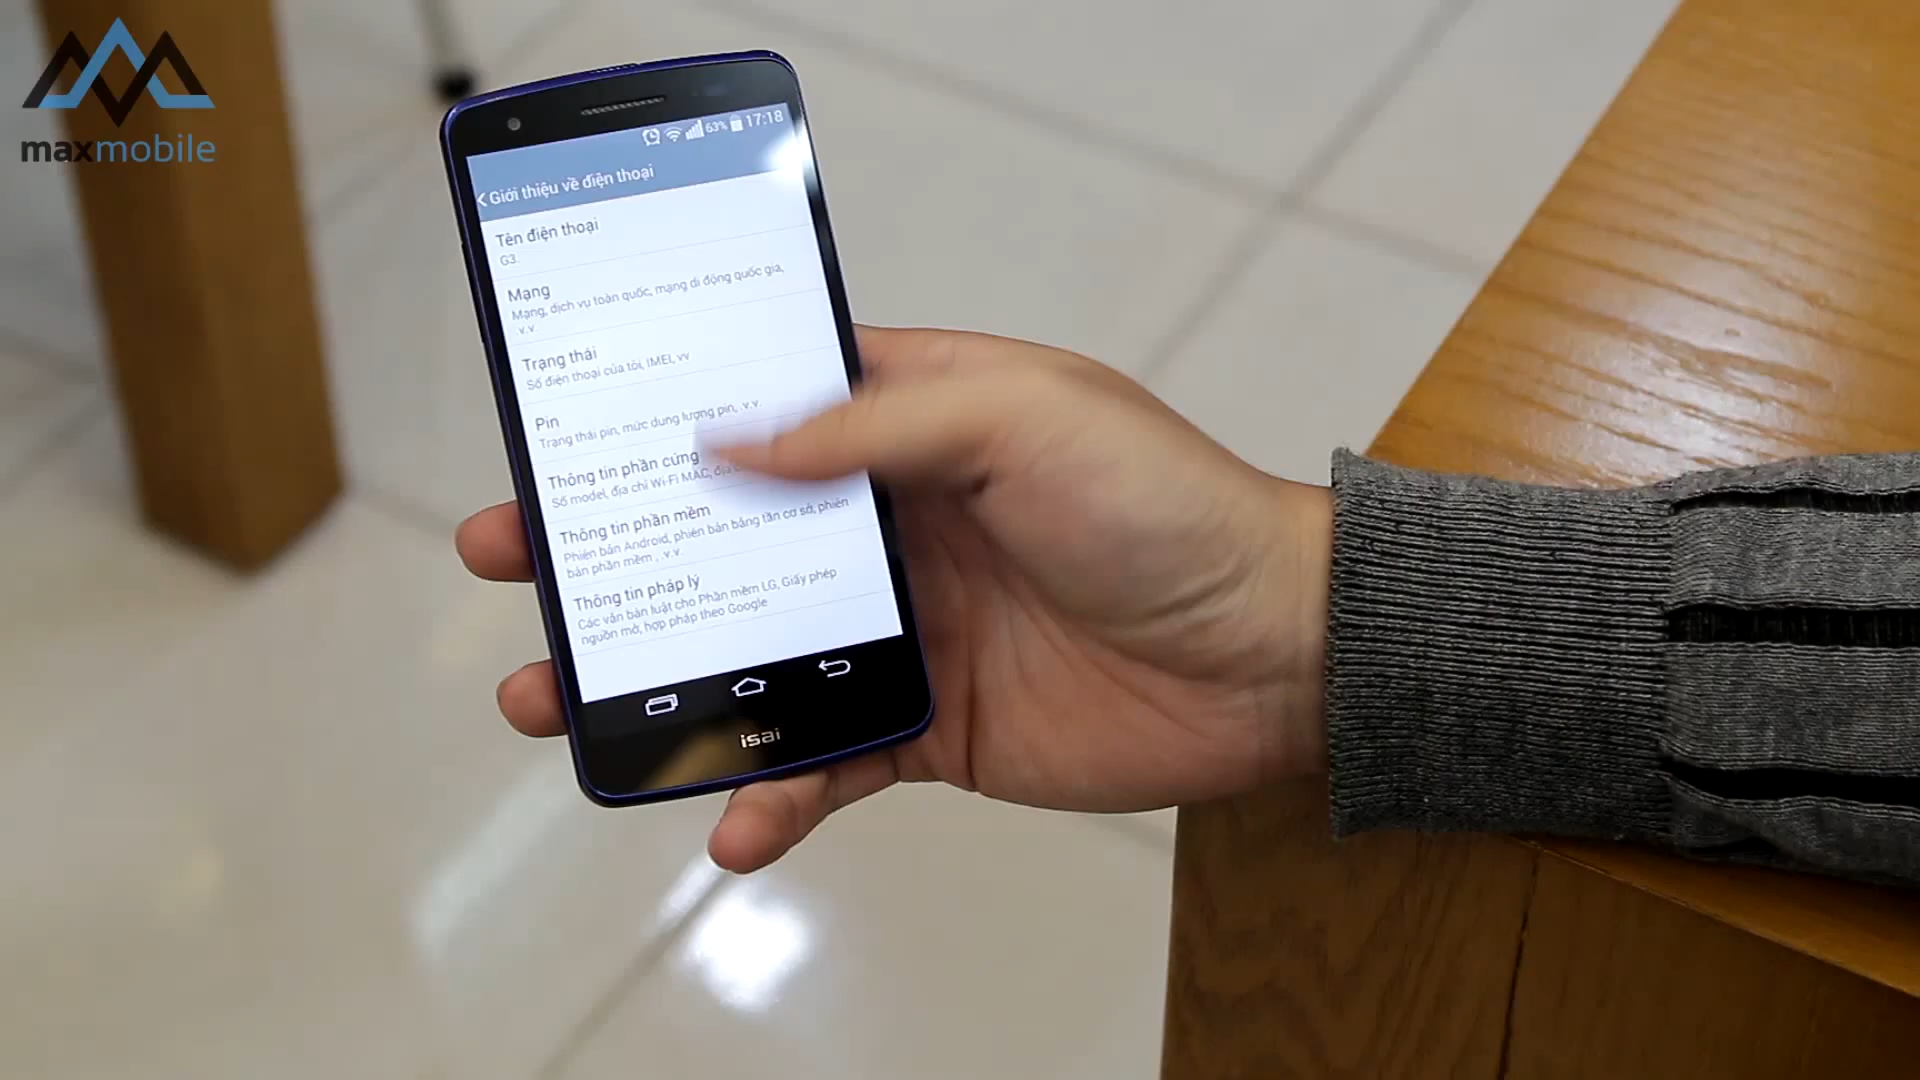 maxmobile
63% 17:18
Giới thiệu về điện thoại
Tên điện thoại
G3
Mạng
Mạng, dịch vụ toàn quốc, mạng di động quốc gia,
v.v
Trạng thái
Số điện thoại của tôi, IMEI, vv
Pin
Trạng thái pin, mức dung lượng pin, .v.v.
Thông tin phần cứng
Số model, địa chỉ Wi-Fi MAC, địa
Thông tin phần mềm
Phiên bản Android, phiên bản băng tần cơ sở, phiên
bản phần mềm , .v.v.
Thông tin pháp lý
Các văn bản luật cho Phần mềm LG, Giấy phép
nguồn mở, hợp pháp theo Google
isai